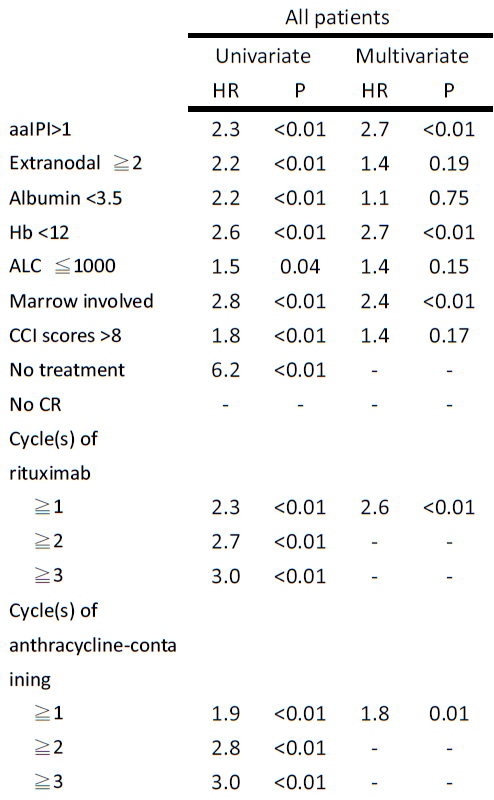 All patients
Univariate Multivariate
HR P HR P
aaIPI>1 2.3 <0.01 2.7 <0.01
Extranodal ≧2 2.2 <0.01 1.4 0.19
Albumin <3.5 2.2 <0.01 1.1 0.75
Hb <12 2.6 <0.01 2.7 <0.01
ALC ≦1000 1.5 0.04 1.4 0.15
Marrow involved 2.8 <0.01 2.4 <0.01
CCI scores >8 1.8 <0.01 1.4 0.17
No treatment 6.2 <0.01 - -
No CR - - - -
Cycle(s) of
rituximab
≧1 2.3 <0.01 2.6 <0.01
≧2 2.7 <0.01 - -
≧3 3.0 <0.01 - -
Cycle(s) of
anthracycline-conta
ining
≧1 1.9 <0.01 1.8 0.01
≧2 2.8 <0.01 - -
≧3 3.0 <0.01 - -